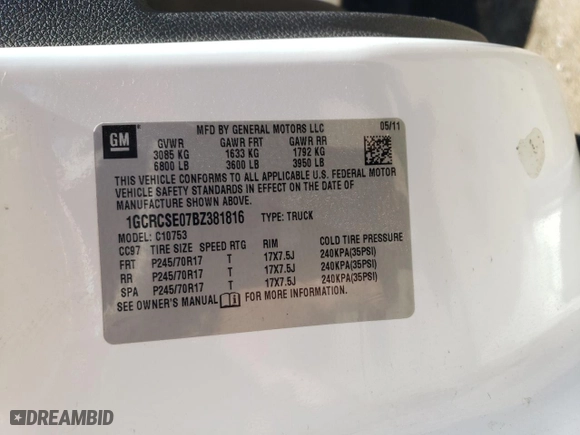 GM
MFD BY GENERAL MOTORS LLC
05/11
GVWR GAWR FRT GAWR RR
3085 KG 1633 KG 1792 KG
6800 LB 3600 LB 3950 LB
THIS VEHICLE CONFORMS TO ALL APPLICABLE U.S. FEDERAL MOTOR
VEHICLE SAFETY STANDARDS IN EFFECT ON THE DATE OF
MANUFACTURE SHOWN ABOVE.
1GCRCSE07BZ381816 TYPE: TRUCK
MODEL: C10753
CC97 TIRE SIZE SPEED RTG RIM COLD TIRE PRESSURE
FRT P245/70R17 T 17X7.5J 240KPA(35PSI)
RR P245/70R17 T 17X7.5J 240KPA(35PSI)
SPA P245/70R17 T 17X7.5J 240KPA(35PSI)
SEE OWNER'S MANUAL FOR MORE INFORMATION.
DREAMBID